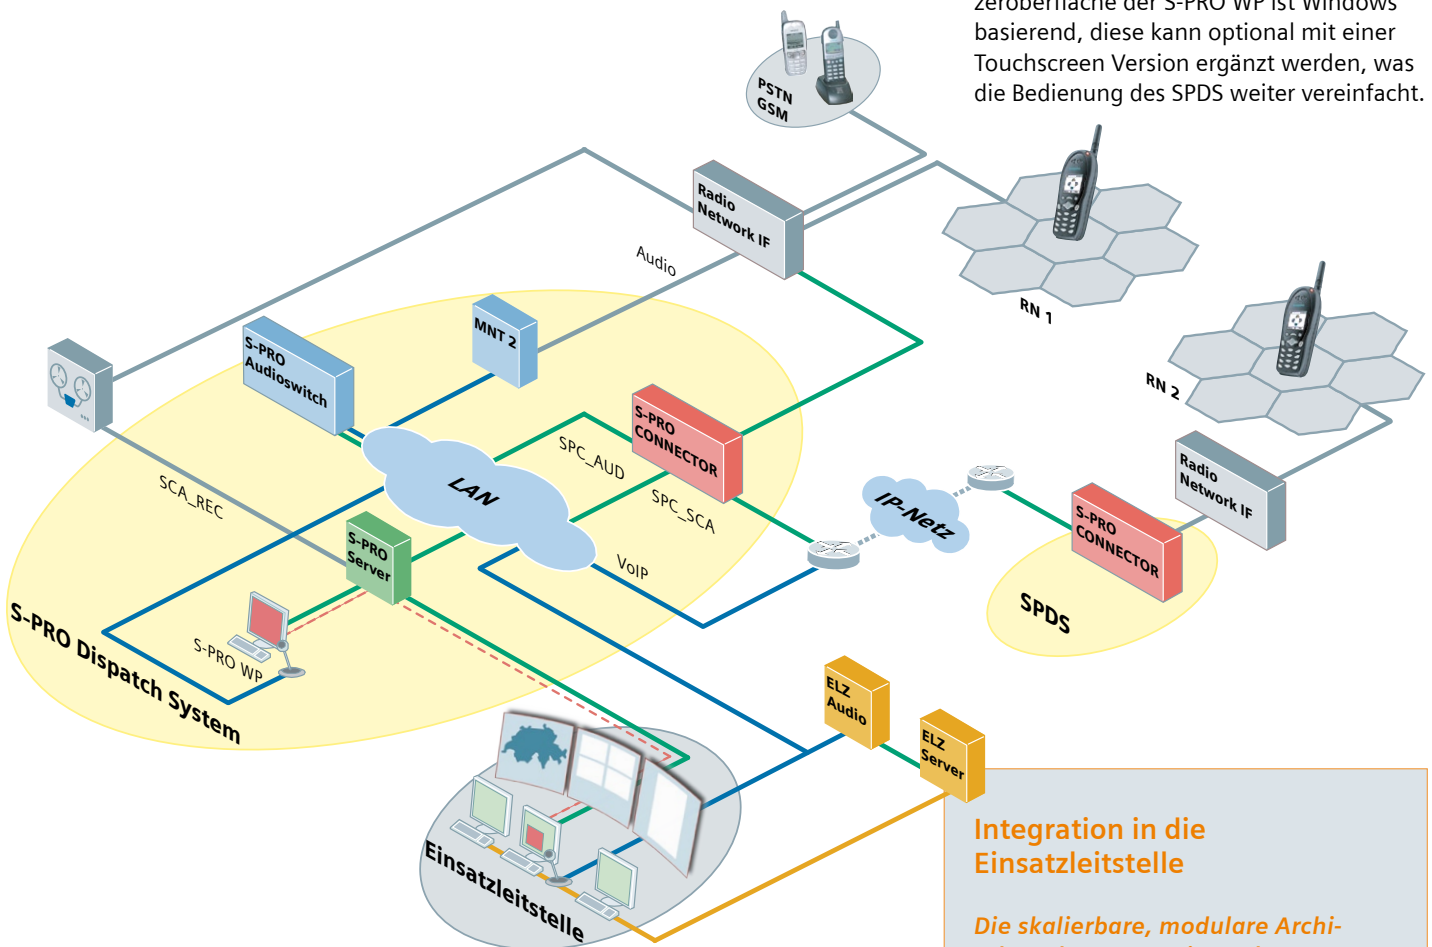 zeroberfläche der S-PRO WP ist Windows
basierend, diese kann optional mit einer
Touchscreen Version ergänzt werden, was
die Bedienung des SPDS weiter vereinfacht.
PSTN
GSM
Radio
Network IF
Audio
RN 1
MNT 2
S-PRO
Audioswitch
RN 2
S-PRO
CONNECTOR
SPC_AUD
Radio
Network IF
LAN
SCA_REC
SPC_SCA
IP-Netz
S-PRO
CONNECTOR
S-PRO
Server
VoIP
SPDS
S-PRO WP
S-PRO Dispatch System
ELZ
Audio
ELZ
Server
Einsatzleitstelle
Integration in die
Einsatzleitstelle
Die skalierbare, modulare Archi-